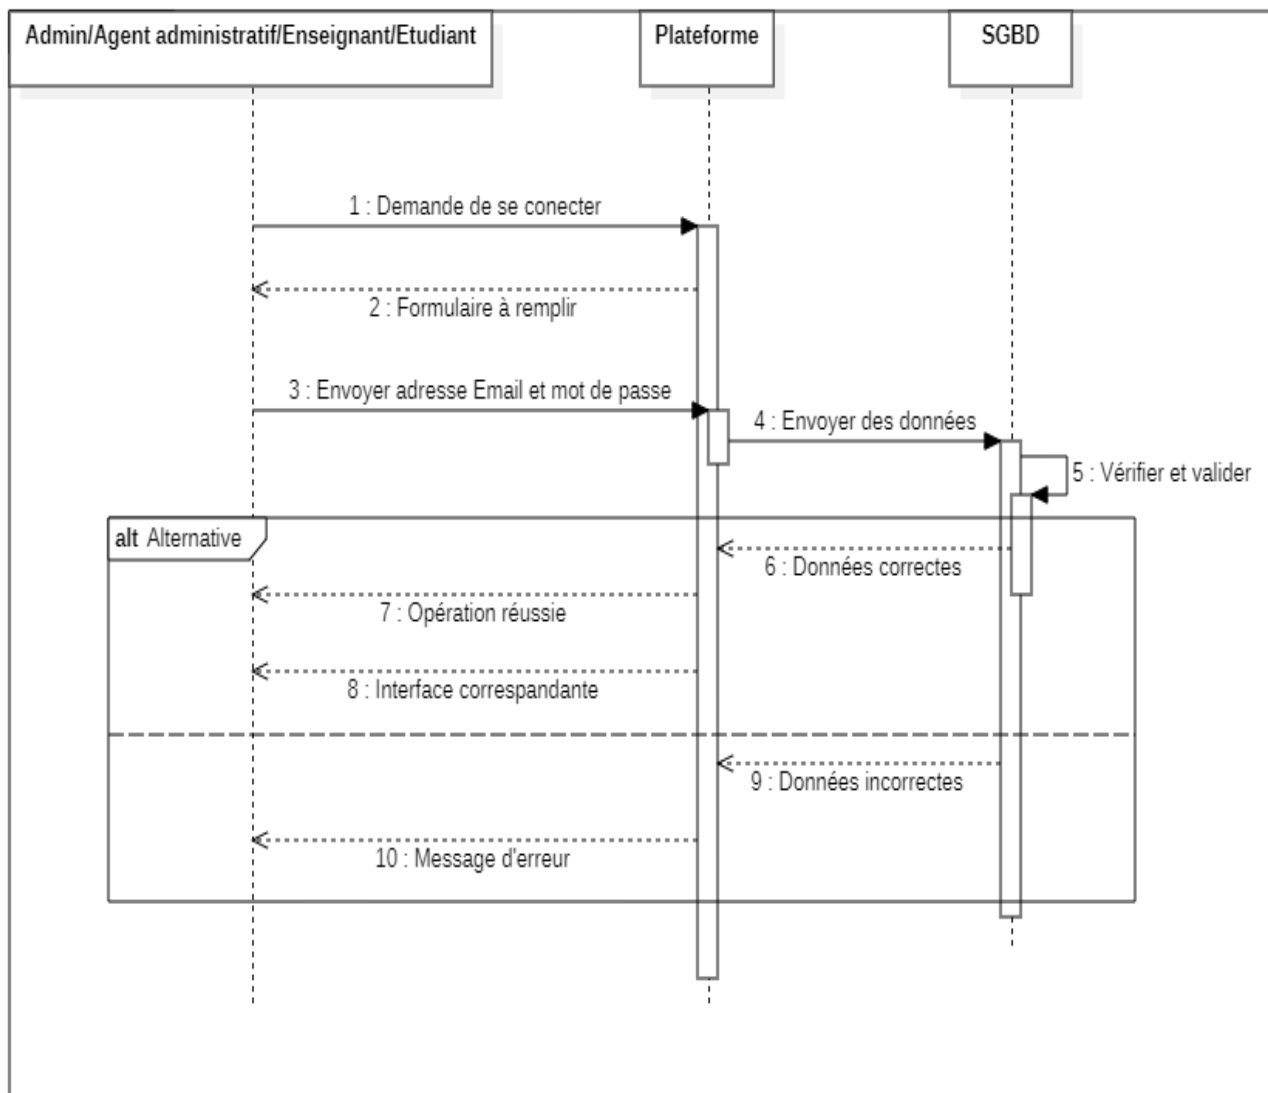 Admin/Agent administratif/Enseignant/Etudiant
Plateforme
SGBD
1 : Demande de se conecter
2 : Formulaire à remplir
3 : Envoyer adresse Email et mot de passe
4 : Envoyer des données
5 : Vérifier et valider
alt Alternative
6 : Données correctes
7 : Opération réussie
8 : Interface correspandante
9 : Données incorrectes
10 : Message d'erreur